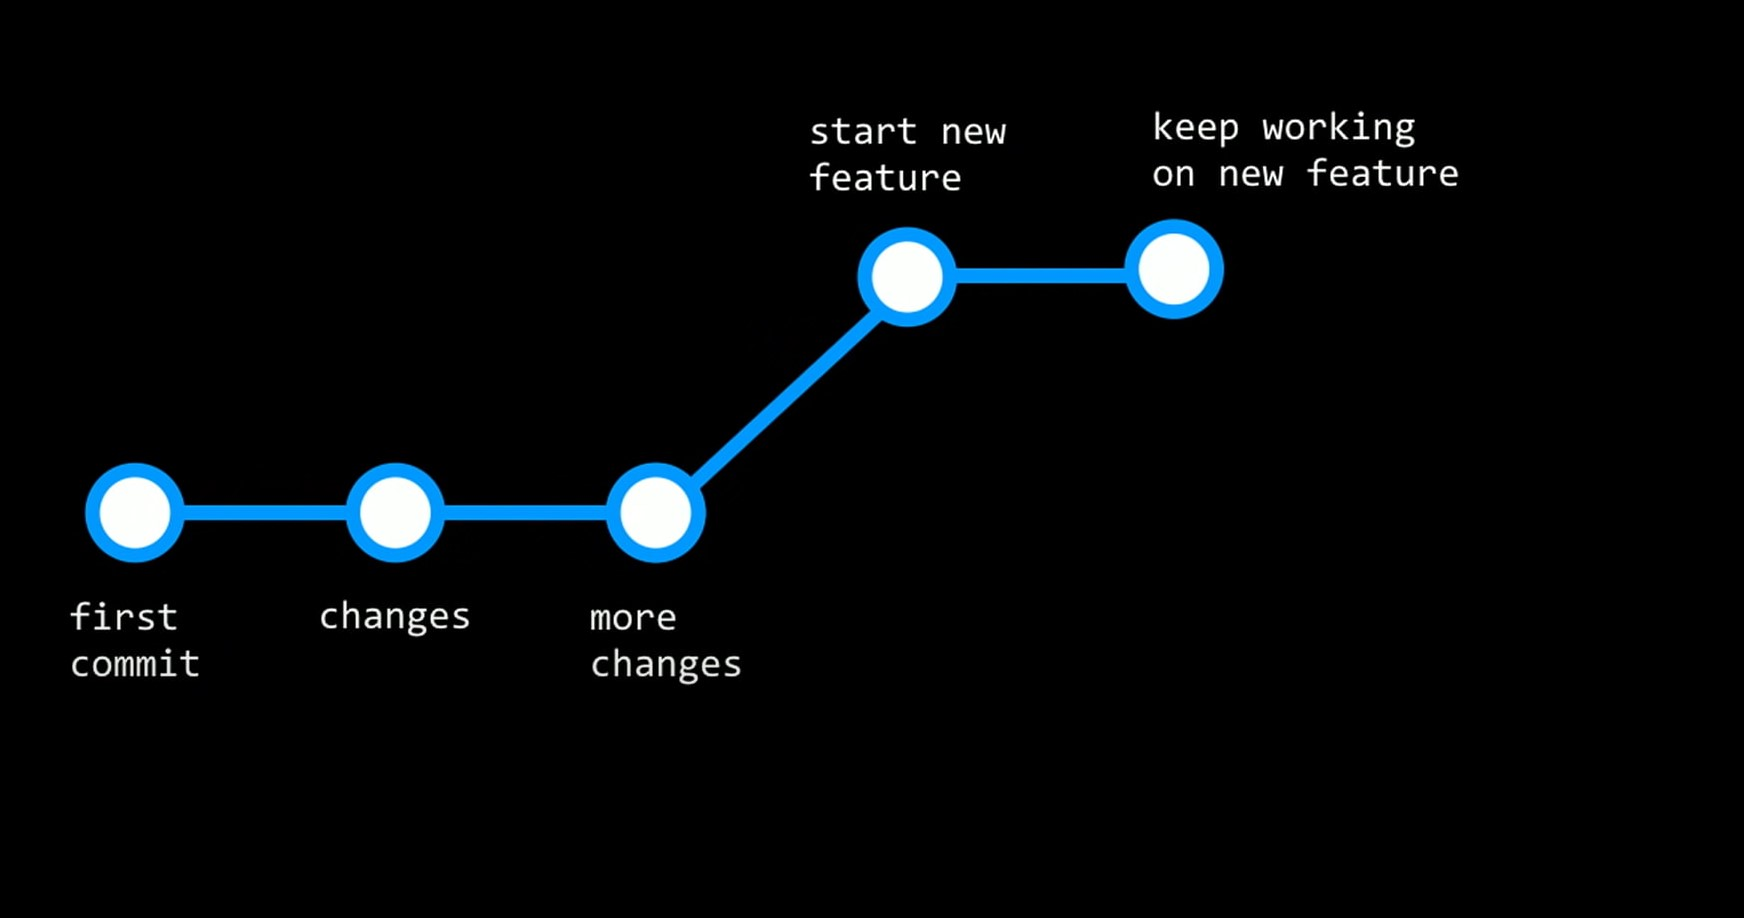 start new
feature
keep working
on new feature
first
commit
changes
more
changes